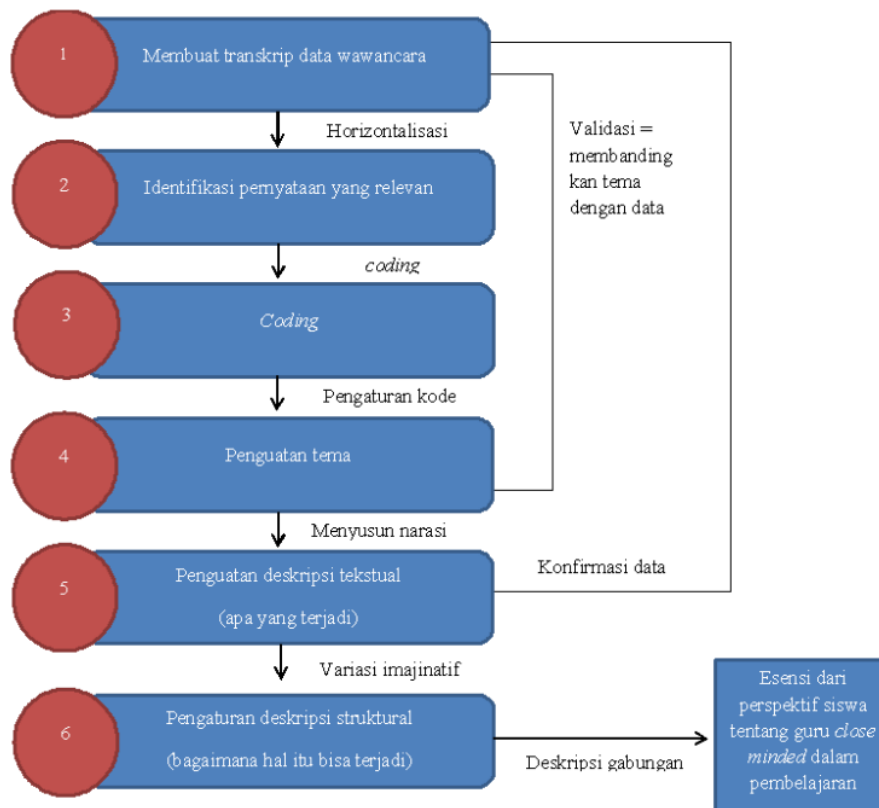 1
Membuat transkrip data wawancara
Horizontalisasi
Validasi =
membanding
kan tema
dengan data
2
Identifikasi pernyataan yang relevan
coding
3
Coding
Pengaturan kode
4
Penguatan tema
Menyusun narasi
5
Penguatan deskripsi tekstual
(apa yang terjadi)
Konfirmasi data
Variasi imajinatif
6
Pengaturan deskripsi struktural
(bagaimana hal itu bisa terjadi)
Deskripsi gabungan
Esensi dari
perspektif siswa
tentang guru close
minded dalam
pembelajaran